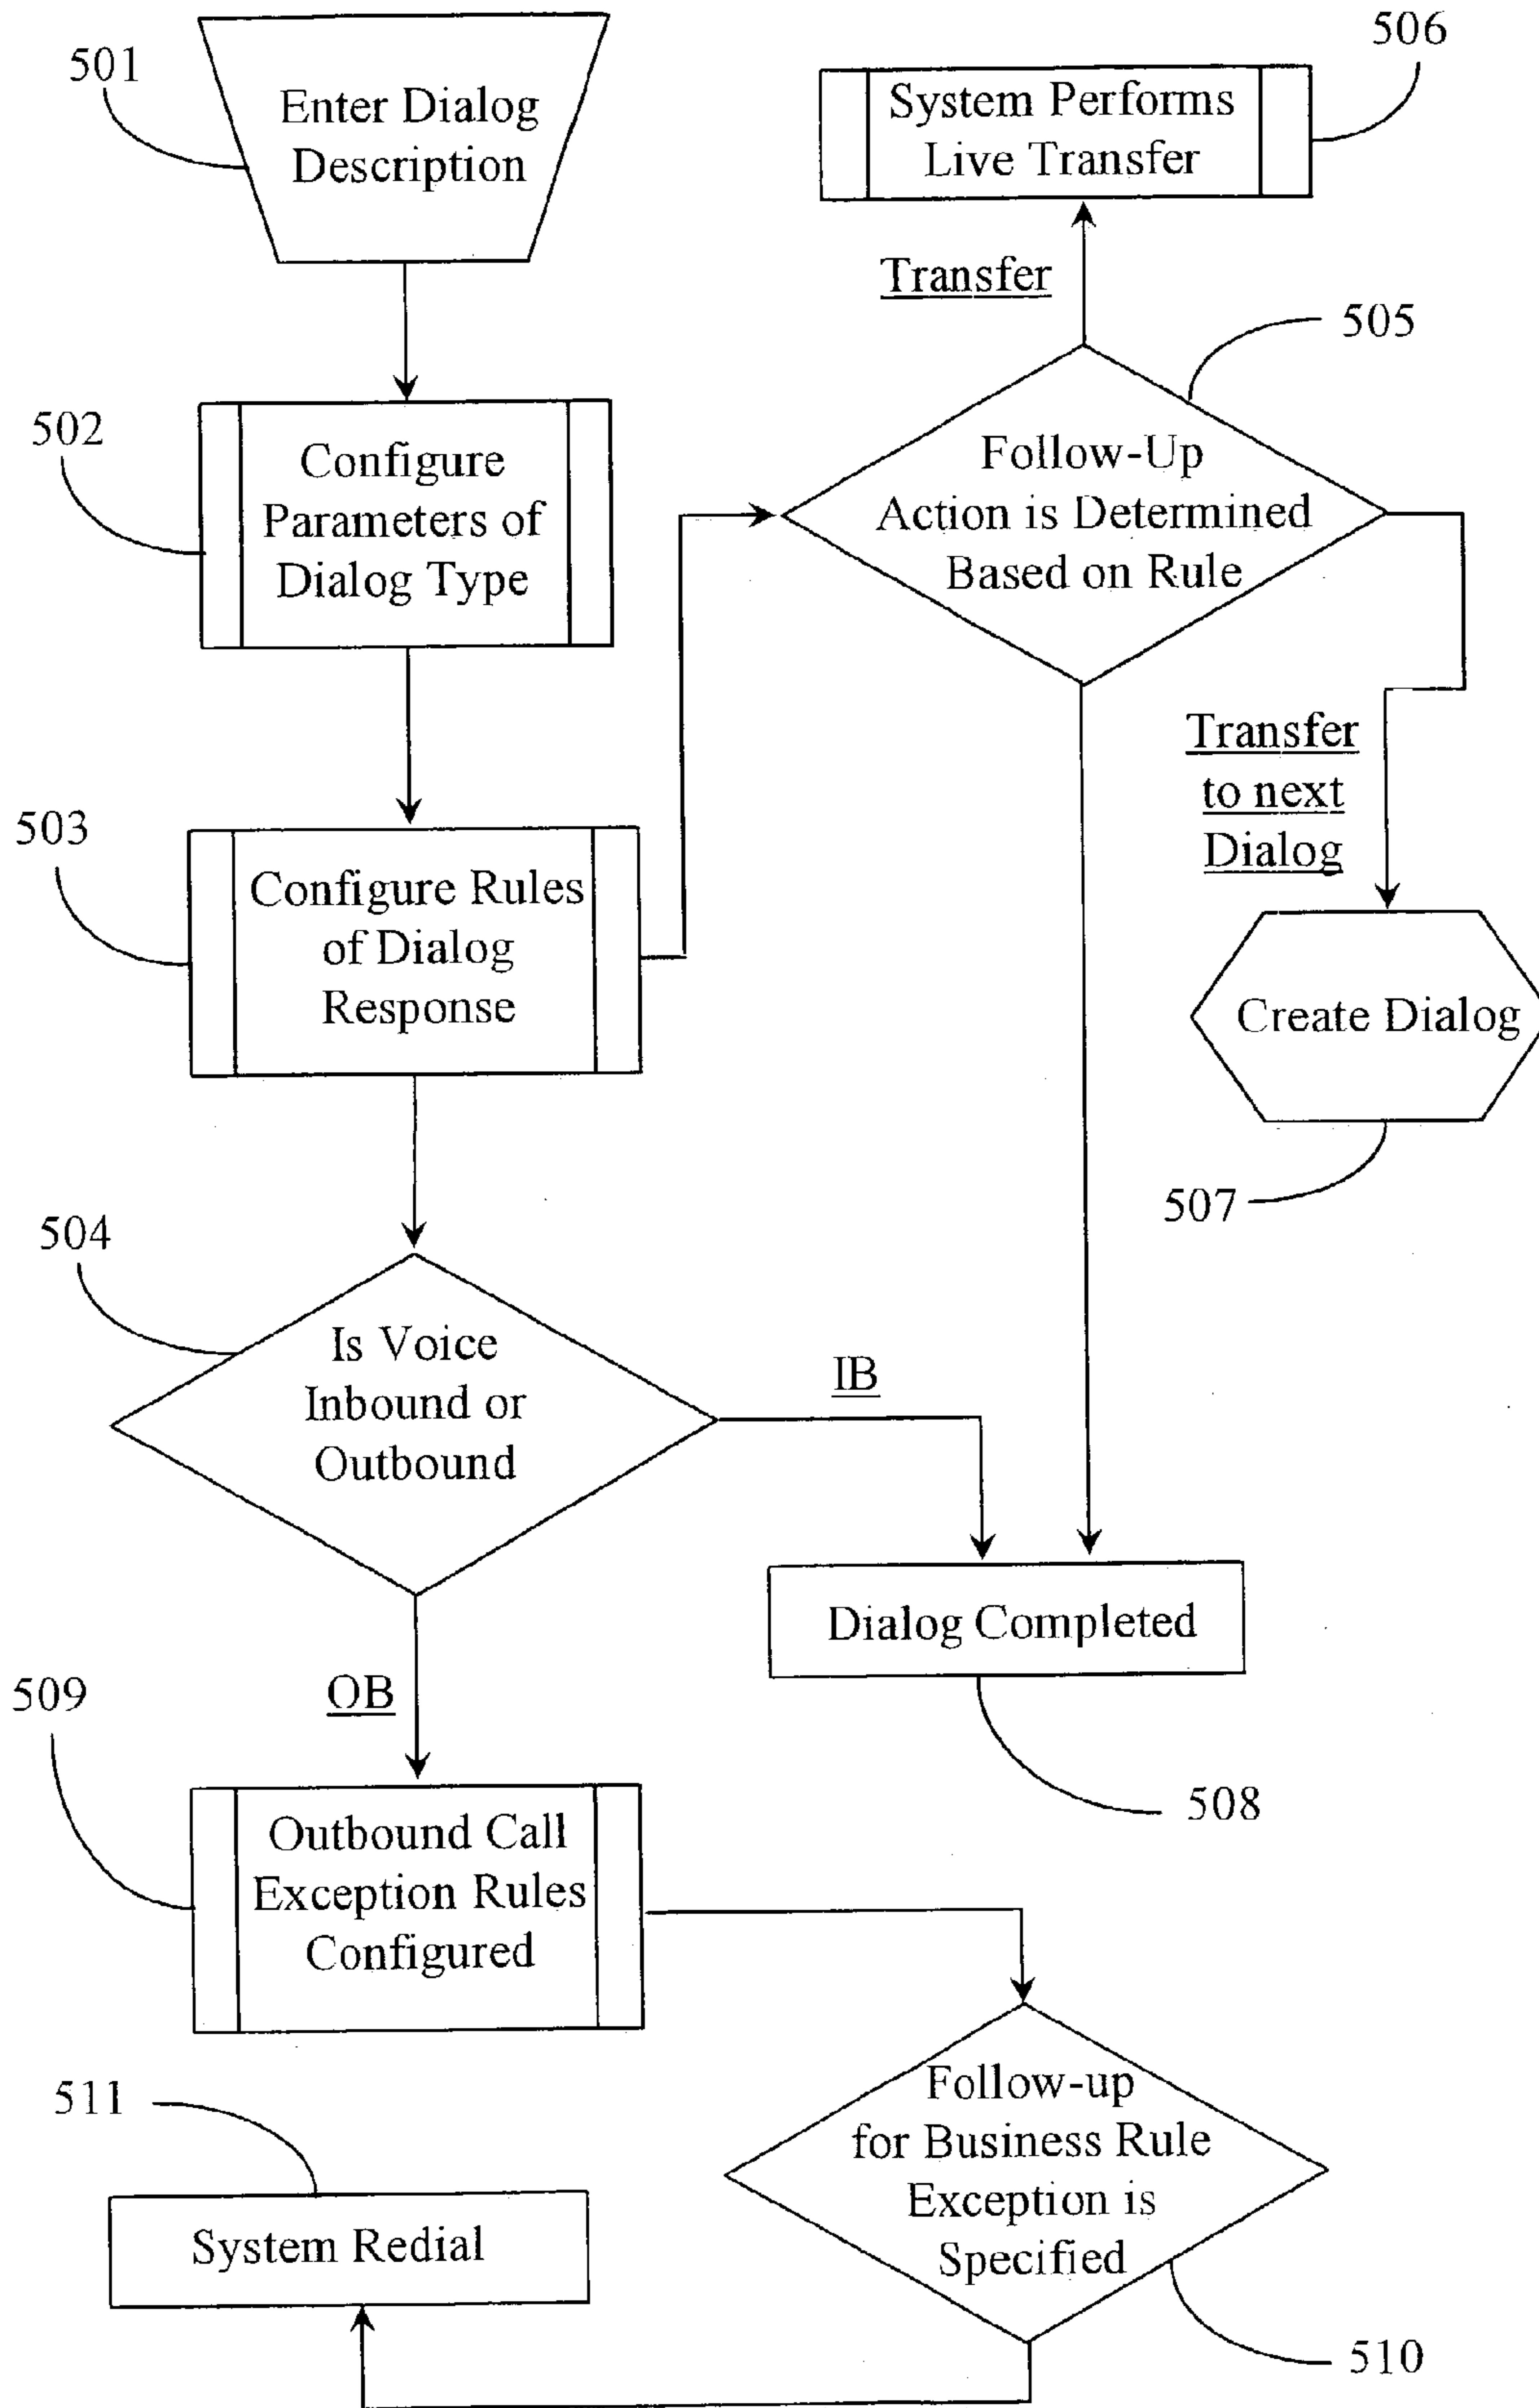 501
Enter Dialog
Description
506
System Performs
Live Transfer
Transfer
505
502
Configure
Parameters of
Dialog Type
Follow-Up
Action is Determined
Based on Rule
Transfer
to next
Dialog
503
Configure Rules
of Dialog
Response
Create Dialog
507
504
Is Voice
Inbound or
Outbound
IB
Dialog Completed
508
OB
509
Outbound Call
Exception Rules
Configured
Follow-up
for Business Rule
Exception is
Specified
510
511
System Redial